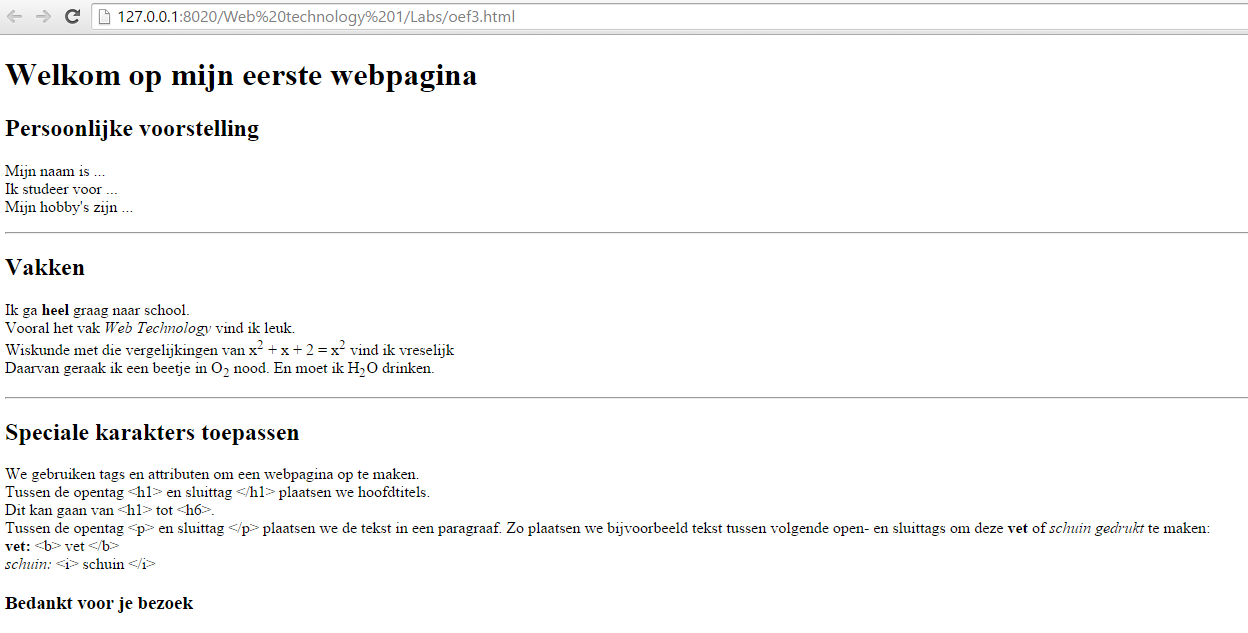 127.0.0.1:8020/Web%20technology%201/Labs/oef3.html
Welkom op mijn eerste webpagina
Persoonlijke voorstelling
Mijn naam is ...
Ik studeer voor ...
Mijn hobby's zijn ...
Vakken
Ik ga heel graag naar school.
Vooral het vak Web Technology vind ik leuk.
Wiskunde met die vergelijkingen van x² + x + 2 = x² vind ik vreselijk
Daarvan geraak ik een beetje in O₂ nood. En moet ik H₂O drinken.
Speciale karakters toepassen
We gebruiken tags en attributen om een webpagina op te maken.
Tussen de opentag <h1> en sluittag </h1> plaatsen we hoofdtitels.
Dit kan gaan van <h1> tot <h6>.
Tussen de opentag <p> en sluittag </p> plaatsen we de tekst in een paragraaf. Zo plaatsen we bijvoorbeeld tekst tussen volgende open- en sluittags om deze vet of schuin gedrukt te maken:
vet: <b> vet </b>
schuin: <i> schuin </i>
Bedankt voor je bezoek